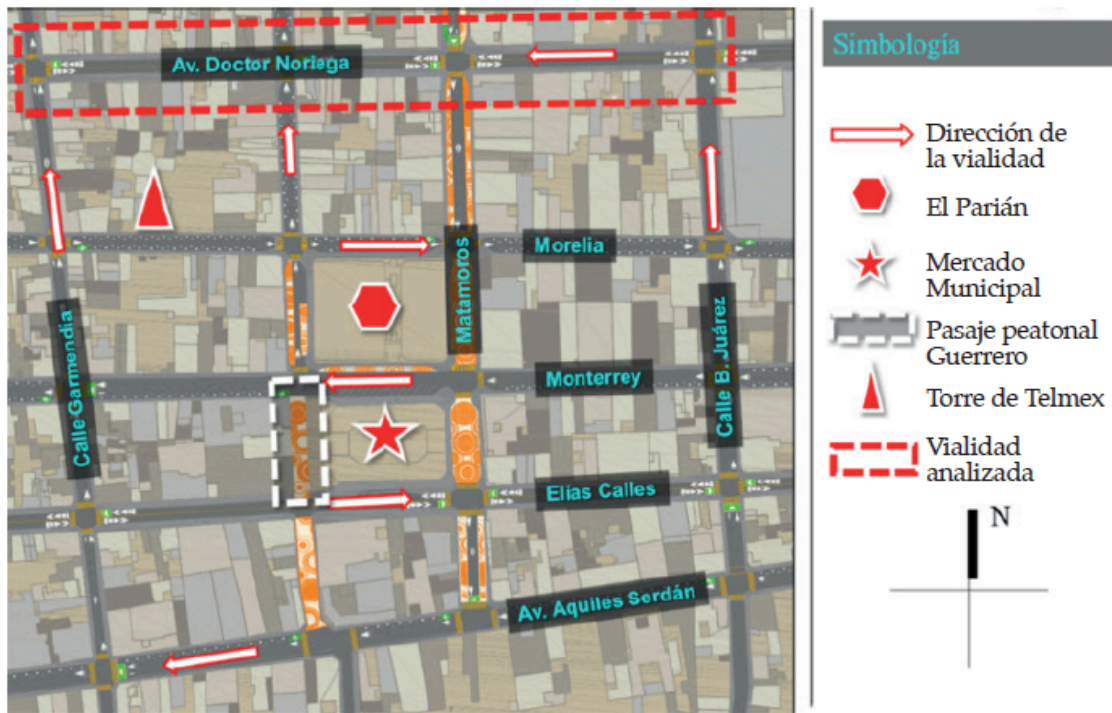 Av. Doctor Noriega
Morelia
Matamoros
Monterrey
Calle Garmendia
Calle B. Juárez
Elías Calles
Av. Aquiles Serdán
Simbología
Dirección de
la vialidad
El Parián
Mercado
Municipal
Pasaje peatonal
Guerrero
Torre de Telmex
Vialidad
analizada
N